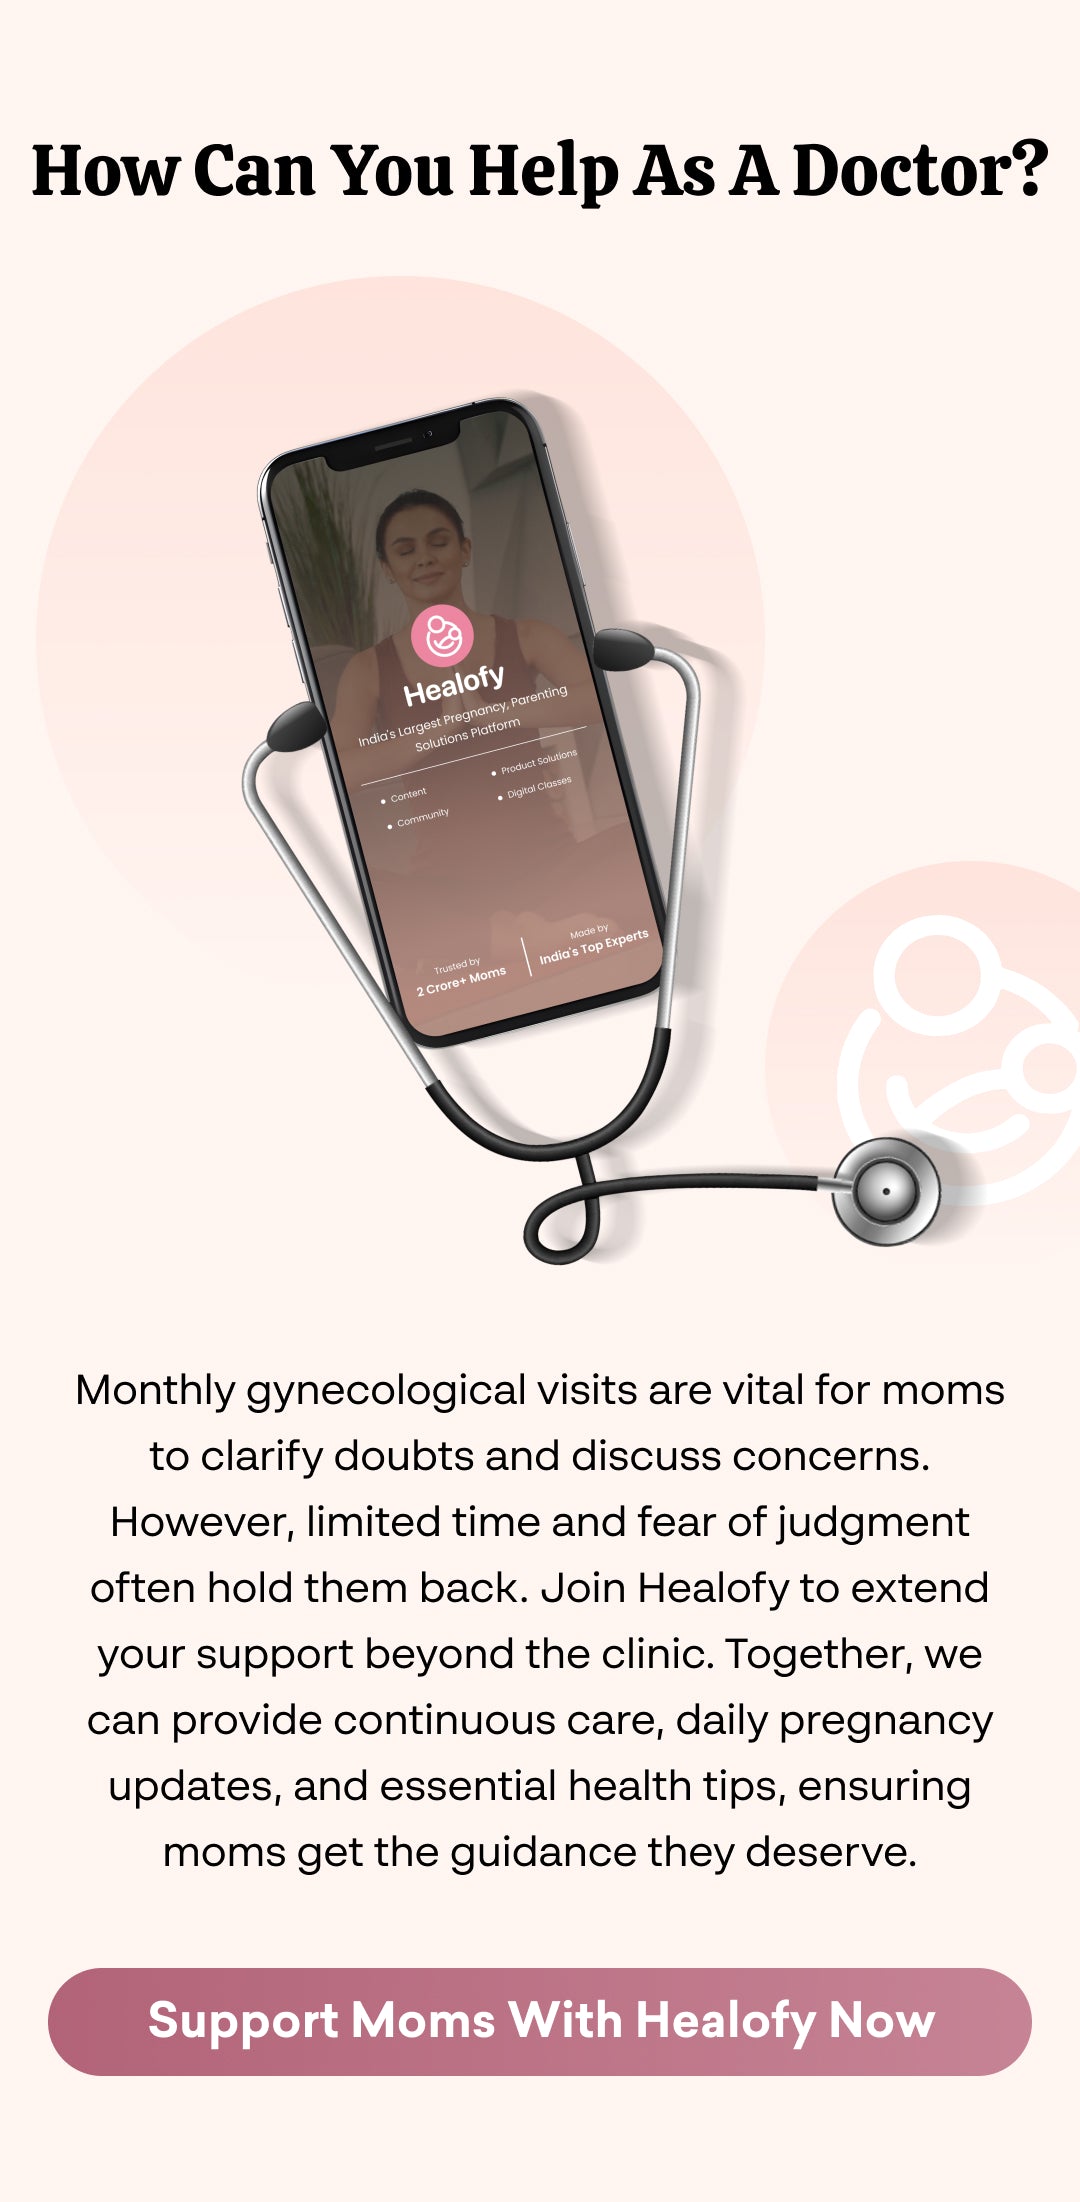 How Can You Help As A Doctor?
Healofy
India's Largest Pregnancy, Parenting
Solutions Platform
Content
Product Solutions
Community
Digital Classes
Trusted by
2 Crore+ Moms
Made by
India's Top Experts
Monthly gynecological visits are vital for moms
to clarify doubts and discuss concerns.
However, limited time and fear of judgment
often hold them back. Join Healofy to extend
your support beyond the clinic. Together, we
can provide continuous care, daily pregnancy
updates, and essential health tips, ensuring
moms get the guidance they deserve.
Support Moms With Healofy Now